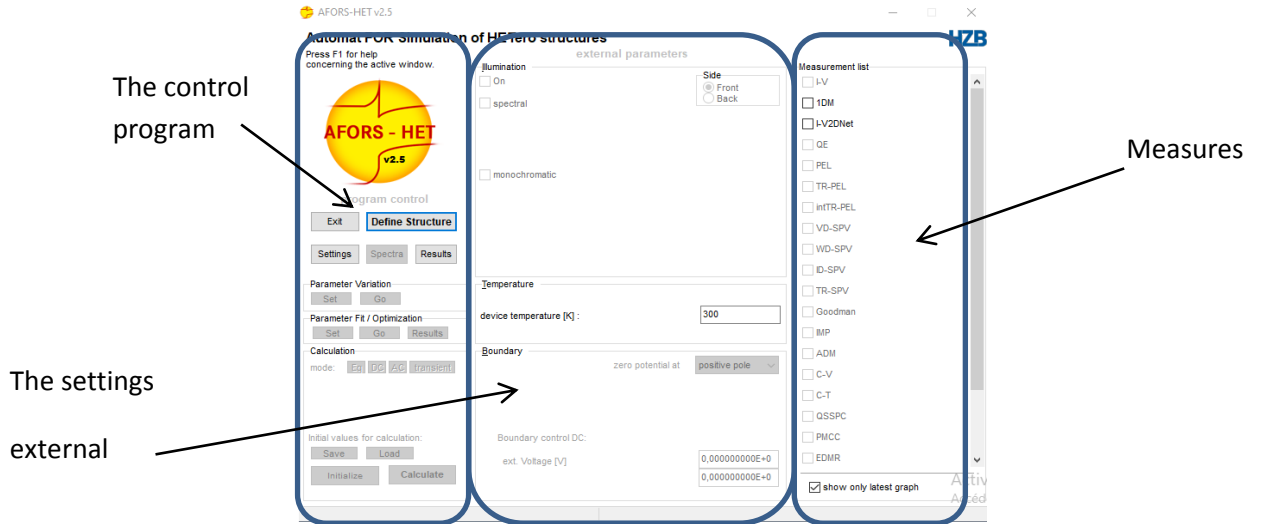 AFORS-HET v2.5
Automat FOR Simulation of HETero structures
HZB
Press F1 for help
concerning the active window.
AFORS - HET
v2.5
program control
Exit
Define Structure
Settings
Spectra
Results
Parameter Variation
Set
Go
Parameter Fit / Optimization
Set
Go
Results
Calculation
mode:
Eq
DC
AC
transient
Initial values for calculation:
Save
Load
Initialize
Calculate
external parameters
Illumination
On
spectral
monochromatic
Side
Front
Back
Temperature
device temperature [K] :
300
Boundary
zero potential at
positive pole
Boundary control DC:
ext. Voltage [V]
0,000000000E+0
0,000000000E+0
Measurement list
I-V
1DM
I-V2DNet
QE
PEL
TR-PEL
intTR-PEL
VD-SPV
WD-SPV
ID-SPV
TR-SPV
Goodman
IMP
ADM
C-V
C-T
QSSPC
PMCC
EDMR
show only latest graph
The control
program
The settings
external
Measures